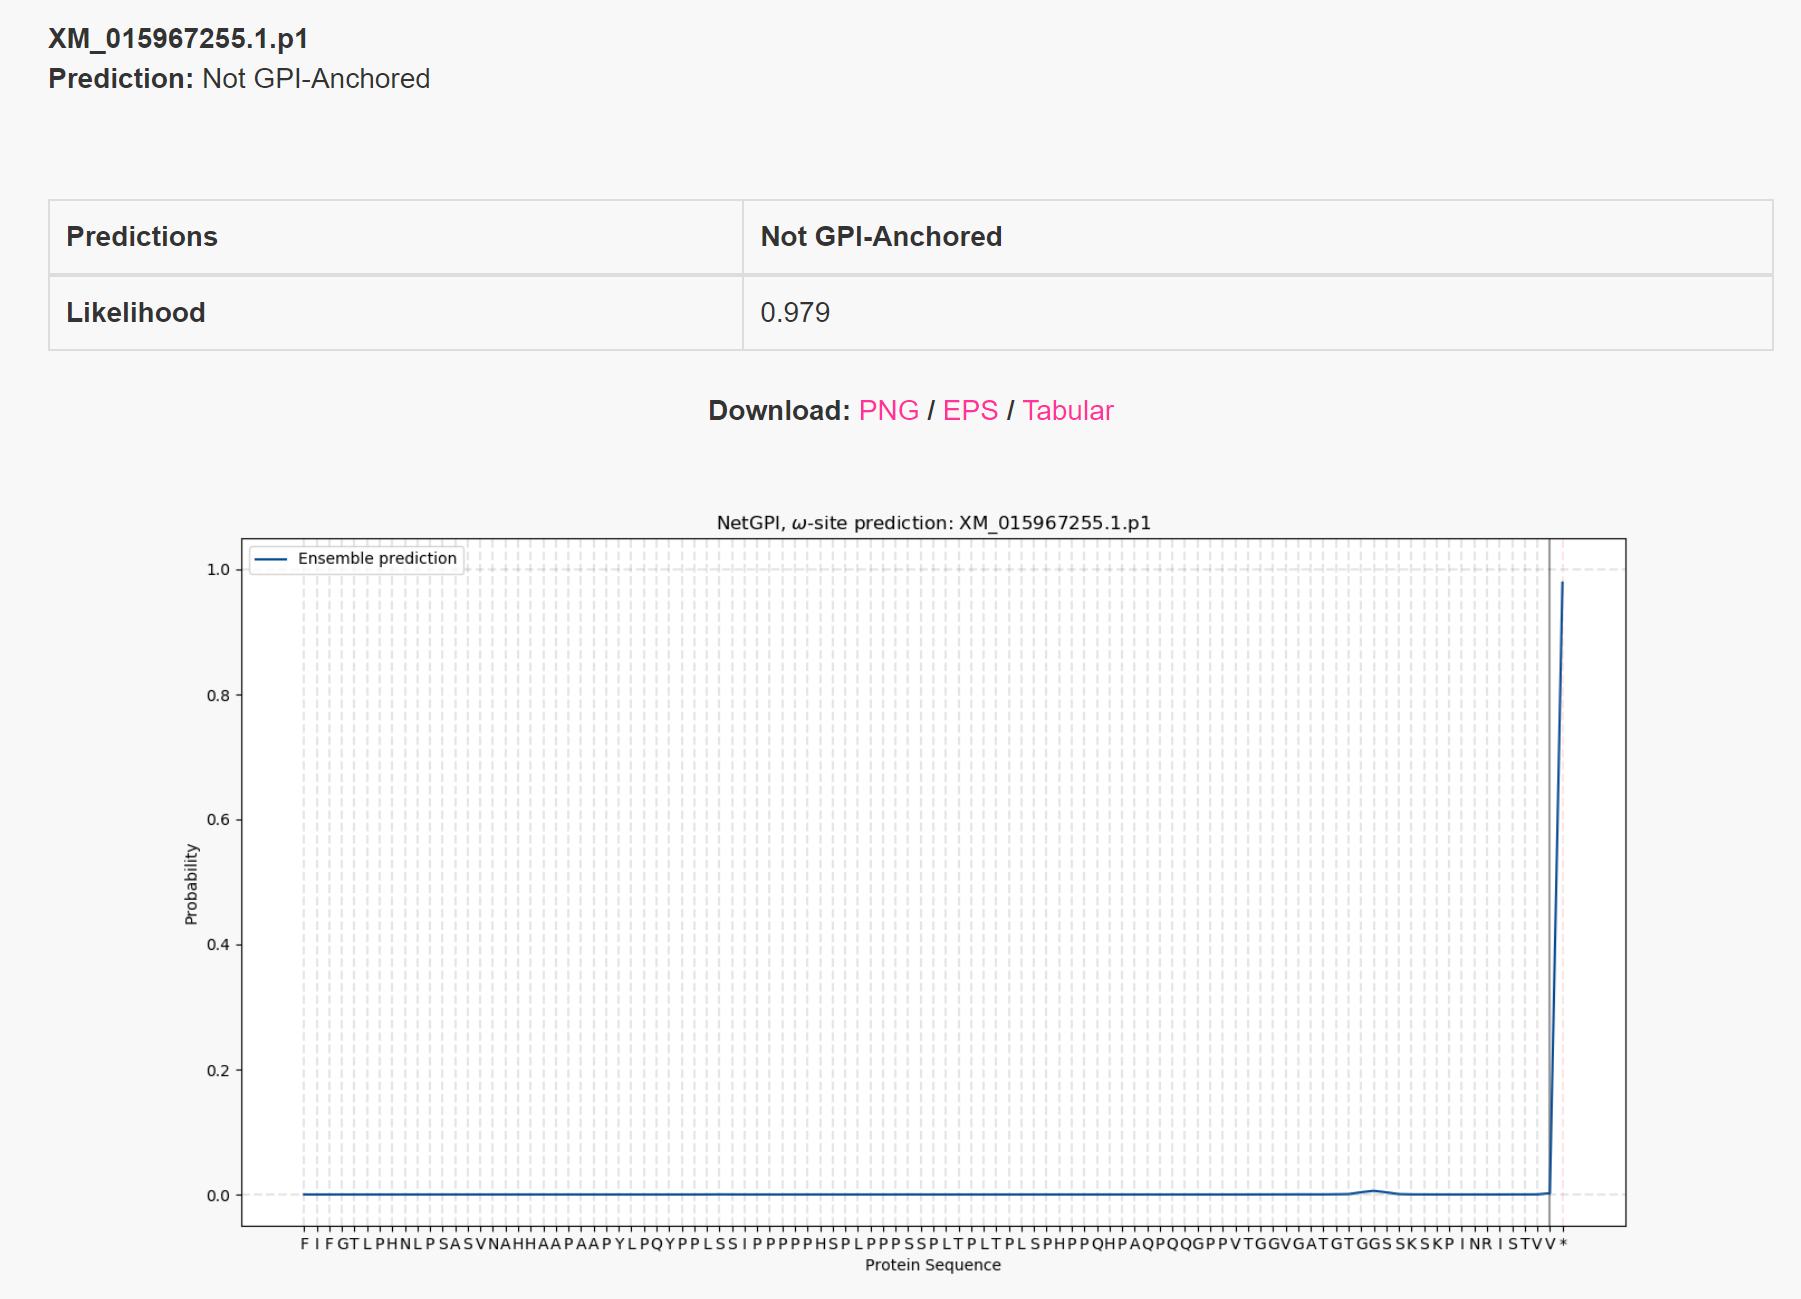 XM_015967255.1.p1
Prediction: Not GPI-Anchored
Predictions Not GPI-Anchored
Likelihood 0.979
Download: PNG / EPS / Tabular
NetGPI, ω-site prediction: XM_015967255.1.p1
Ensemble prediction
1.0
0.8
0.6
0.4
0.2
0.0
Probability
F I F G T L P H N L P S A S V N A H H A A P A A P Y L P Q Y P P L S S I P P P P P H S P L P P P S S P L T P L T P L S P H P P Q H P A Q P Q Q G P P V T G G V G A T G T G G S S K S K P I N R I S T V V *
Protein Sequence